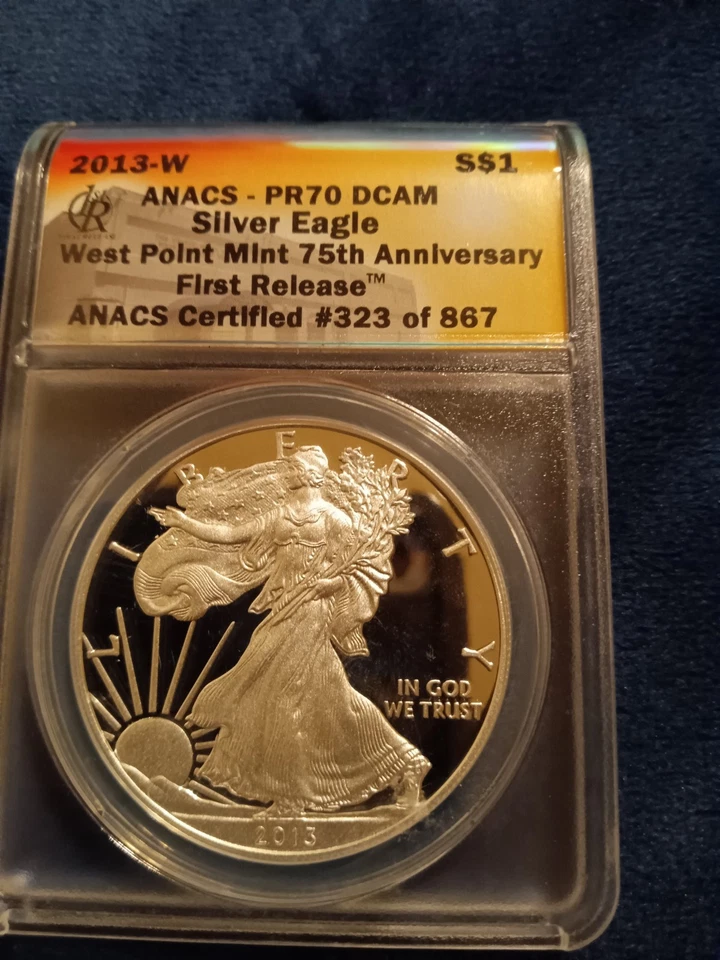 2013-W S$1
1st R
ANACS - PR70 DCAM
Silver Eagle
West Point Mint 75th Anniversary
First Release™
ANACS Certified #323 of 867
LIBERTY
IN GOD
WE TRUST
2013